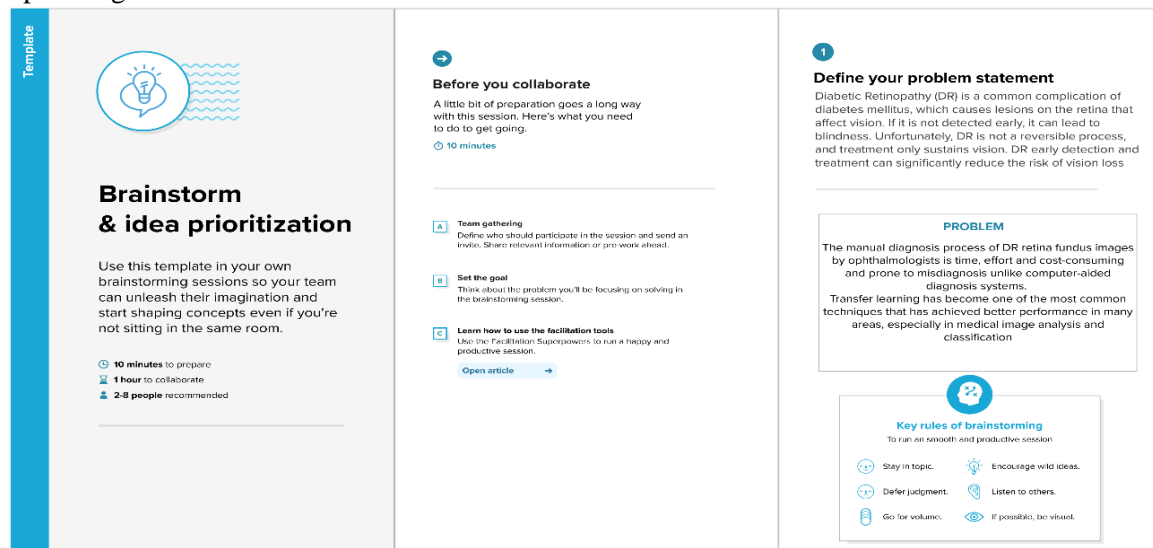 Template
Brainstorm
& idea prioritization
Use this template in your own
brainstorming sessions so your team
can unleash their imagination and
start shaping concepts even if you're
not sitting in the same room.
10 minutes to prepare
1 hour to collaborate
2-8 people recommended
Before you collaborate
A little bit of preparation goes a long way
with this session. Here's what you need
to do to get going.
10 minutes
A
Team gathering
Define who should participate in the session and send an
invite. Share relevant information or pre-work ahead.
B
Set the goal
Think about the problem you'll be focusing on solving in
the brainstorming session.
C
Learn how to use the facilitation tools
Use the Facilitation Superpowers to run a happy and
productive session.
Open article
1
Define your problem statement
Diabetic Retinopathy (DR) is a common complication of
diabetes mellitus, which causes lesions on the retina that
affect vision. If it is not detected early, it can lead to
blindness. Unfortunately, DR is not a reversible process,
and treatment only sustains vision. DR early detection and
treatment can significantly reduce the risk of vision loss
PROBLEM
The manual diagnosis process of DR retina fundus images
by ophthalmologists is time, effort and cost-consuming
and prone to misdiagnosis unlike computer-aided
diagnosis systems.
Transfer learning has become one of the most common
techniques that has achieved better performance in many
areas, especially in medical image analysis and
classification
Key rules of brainstorming
To run an smooth and productive session
Stay in topic.
Encourage wild ideas.
Defer judgment.
Listen to others.
Go for volume.
If possible, be visual.